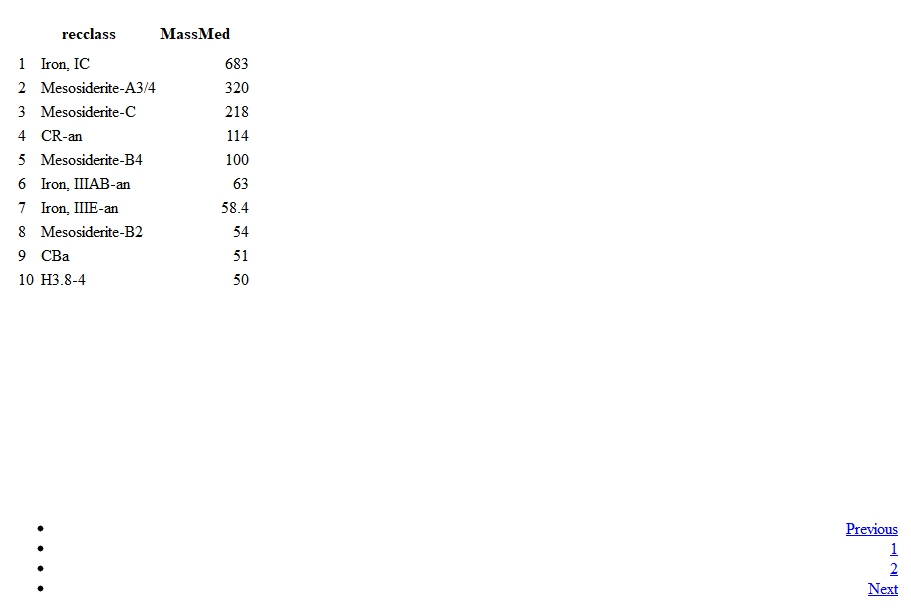 recclass MassMed
1 Iron, IC 683
2 Mesosiderite-A3/4 320
3 Mesosiderite-C 218
4 CR-an 114
5 Mesosiderite-B4 100
6 Iron, IIIAB-an 63
7 Iron, IIIE-an 58.4
8 Mesosiderite-B2 54
9 CBa 51
10 H3.8-4 50
• Previous
• 1
• 2
• Next